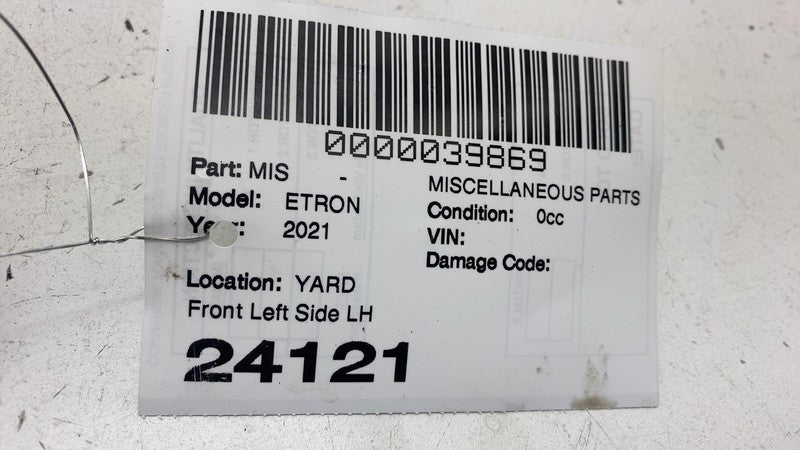 0000039869
Part: MIS -
MISCELLANEOUS PARTS
Model: ETRON
Condition: 0cc
Year: 2021
VIN:
Damage Code:
Location: YARD
Front Left Side LH
24121